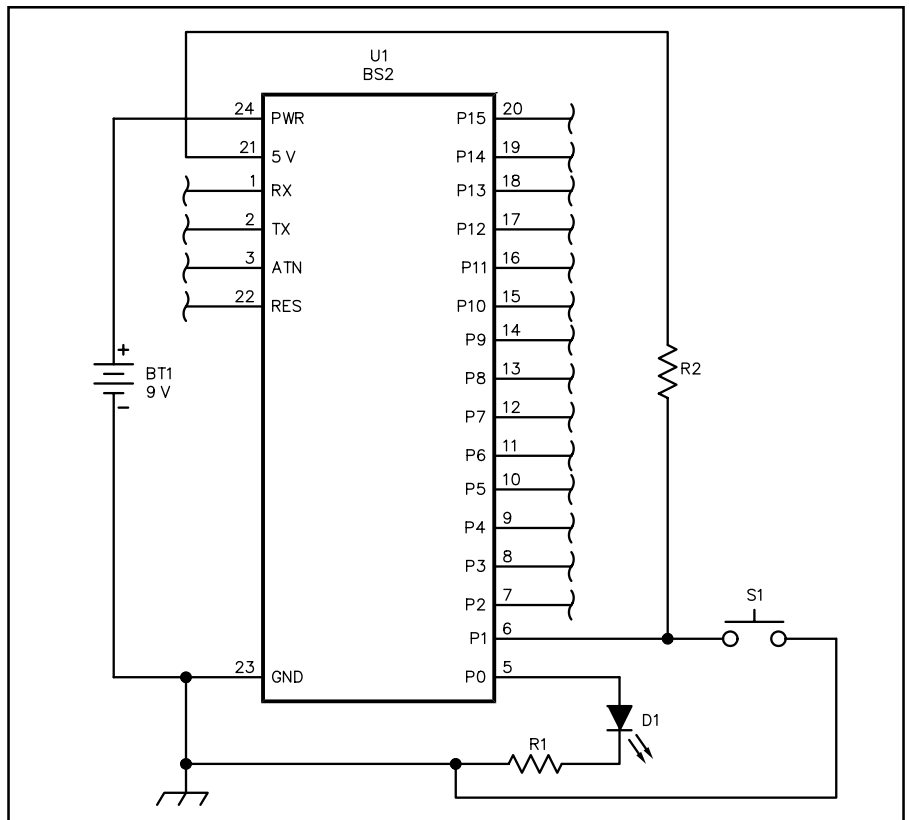 U1
BS2
24 PWR P15 20
21 5 V P14 19
1 RX P13 18
2 TX P12 17
3 ATN P11 16
22 RES P10 15
P9 14
P8 13
P7 12
P6 11
P5 10
P4 9
P3 8
P2 7
P1 6
23 GND P0 5
+
BT1
9 V
−
R2
S1
D1
R1